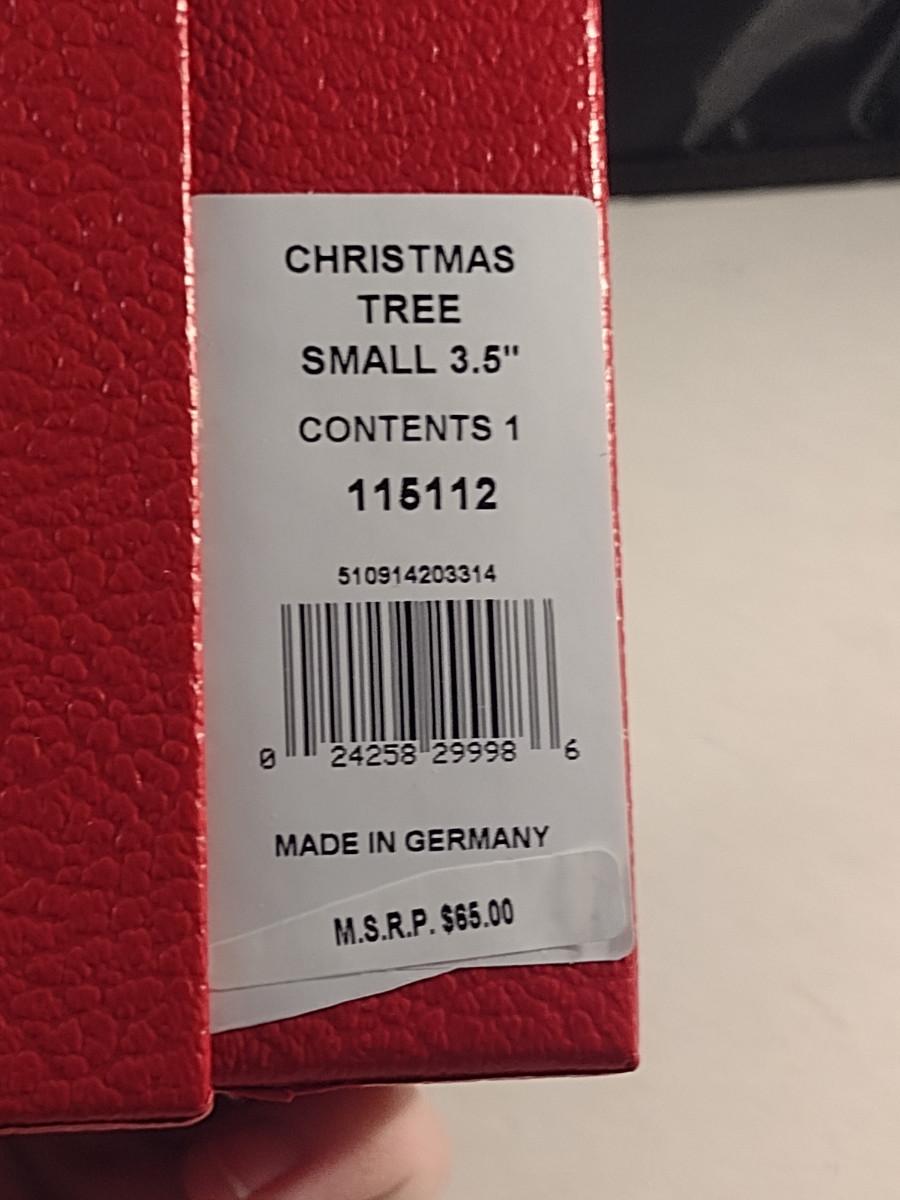 CHRISTMAS
TREE
SMALL 3.5"
CONTENTS 1
115112
510914203314
0 24258 29998 6
MADE IN GERMANY
M.S.R.P. $65.00